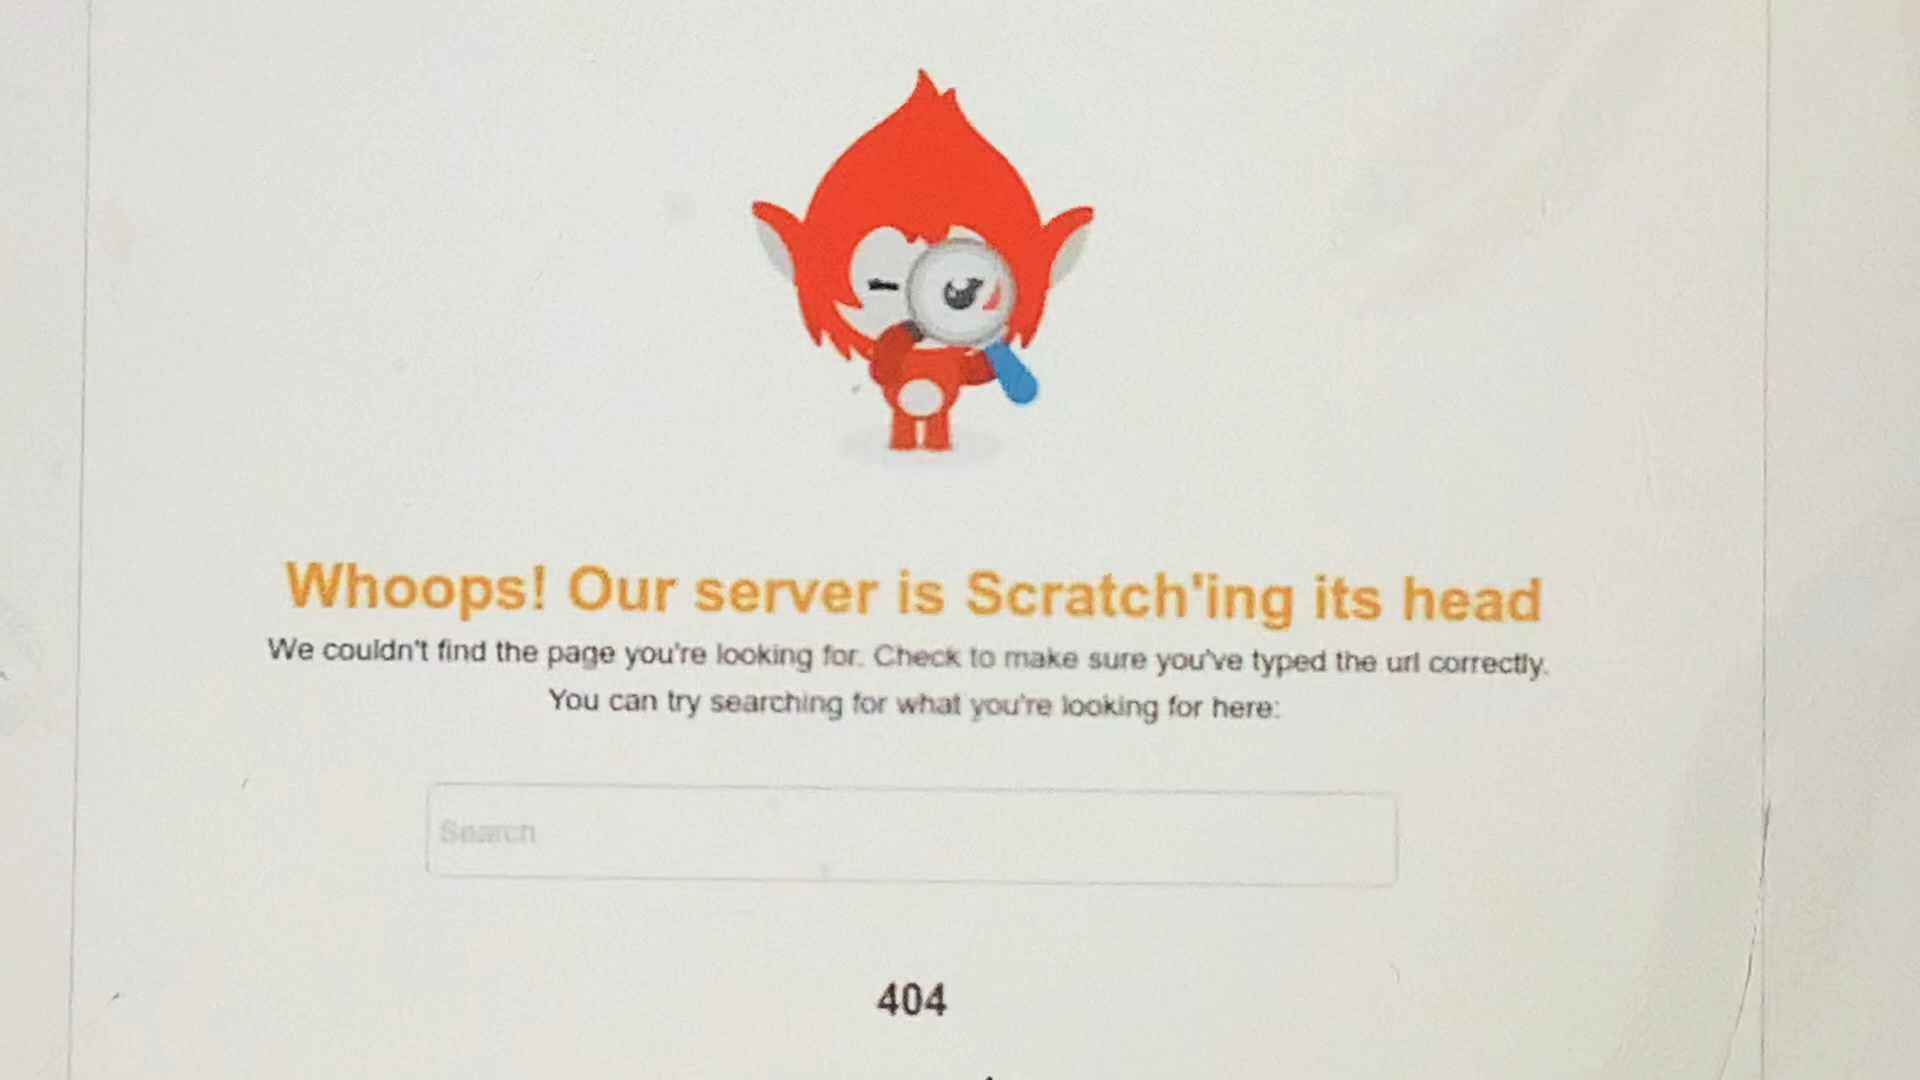 Whoops! Our server is Scratch'ing its head
We couldn't find the page you're looking for. Check to make sure you've typed the url correctly.
You can try searching for what you're looking for here:
Search
404